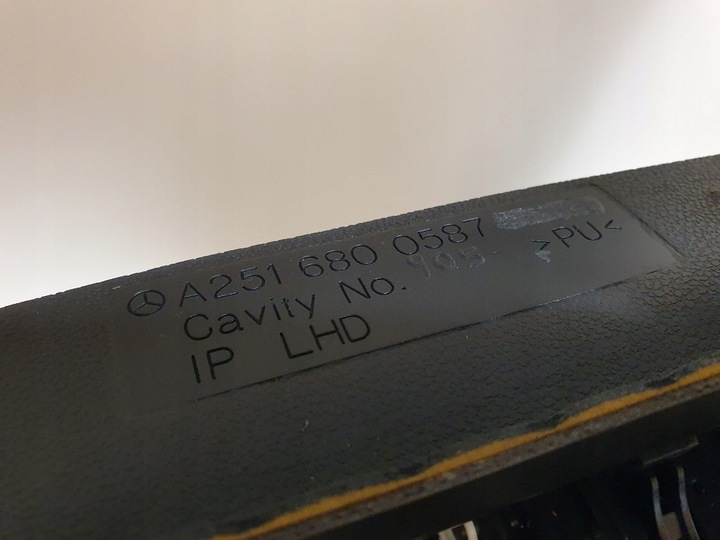 A251 680 0587
Cavity No. >PU<
IP LHD